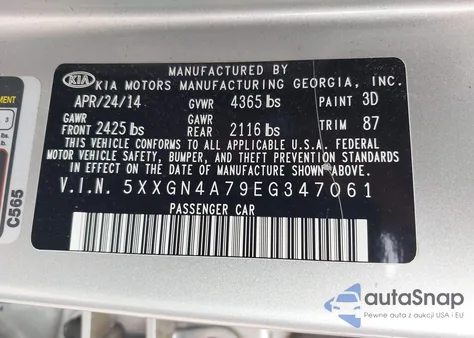 MANUFACTURED BY
KIA KIA MOTORS MANUFACTURING GEORGIA, INC.
APR/24/14 GVWR 4365 lbs PAINT 3D
GAWR GAWR
FRONT 2425 lbs REAR 2116 lbs TRIM 87
THIS VEHICLE CONFORMS TO ALL APPLICABLE U.S.A. FEDERAL
MOTOR VEHICLE SAFETY, BUMPER, AND THEFT PREVENTION STANDARDS
IN EFFECT ON THE DATE OF MANUFACTURE SHOWN ABOVE.
V.I.N. 5XXGN4A79EG347061
PASSENGER CAR
C565
autaSnap
Pewne auta z aukcji USA i EU